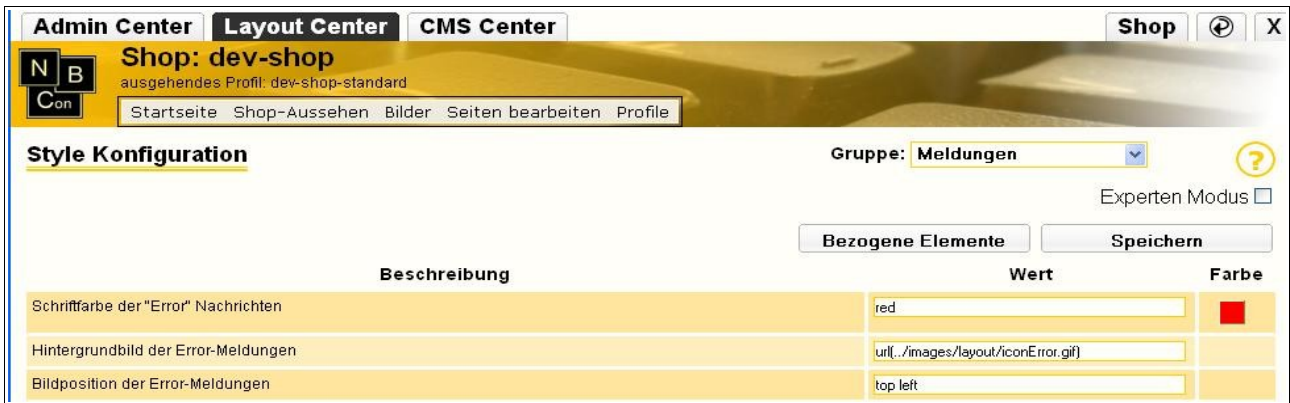 Admin Center Layout Center CMS Center Shop X
N B Con
Shop: dev-shop
ausgehendes Profil: dev-shop-standard
Startseite Shop-Aussehen Bilder Seiten bearbeiten Profile
Style Konfiguration Gruppe: Meldungen ?
Experten Modus
Bezogene Elemente Speichern
Beschreibung Wert Farbe
Schriftfarbe der "Error" Nachrichten red
Hintergrundbild der Error-Meldungen url(../images/layout/iconError.gif)
Bildposition der Error-Meldungen top left